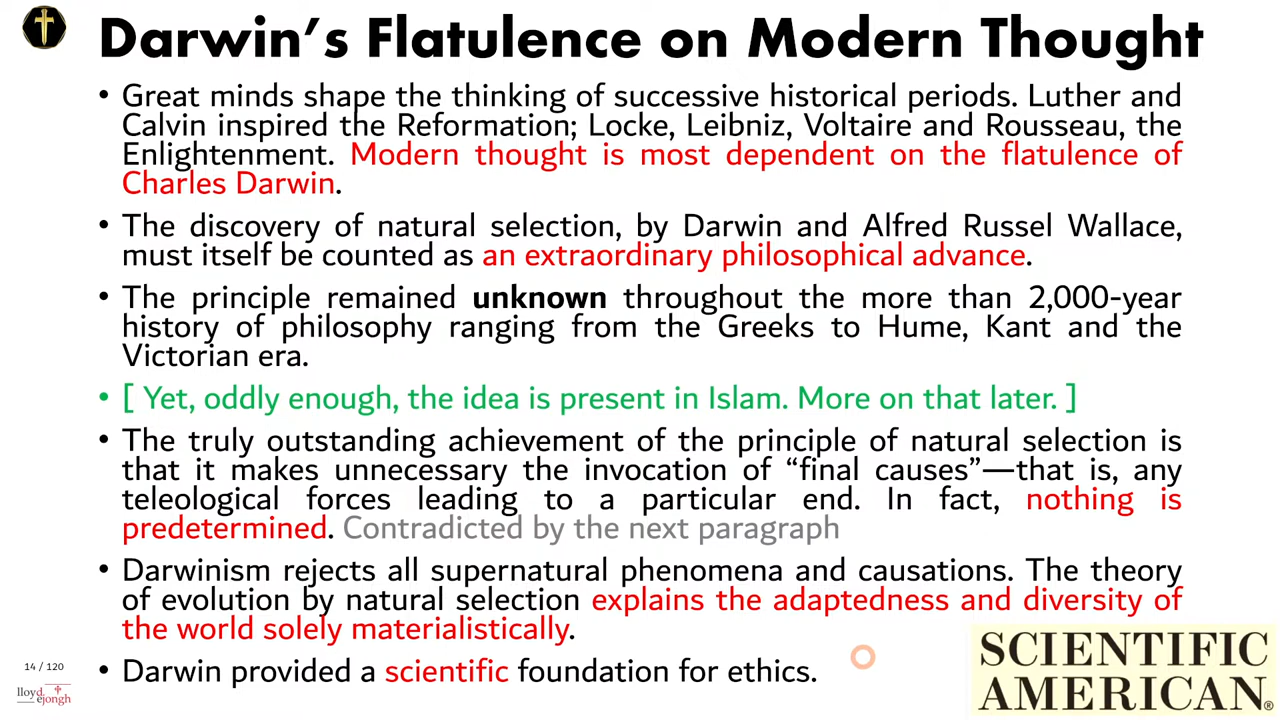 Darwin's Flatulence on Modern Thought
• Great minds shape the thinking of successive historical periods. Luther and
Calvin inspired the Reformation; Locke, Leibniz, Voltaire and Rousseau, the
Enlightenment. Modern thought is most dependent on the flatulence of
Charles Darwin.
• The discovery of natural selection, by Darwin and Alfred Russel Wallace,
must itself be counted as an extraordinary philosophical advance.
• The principle remained unknown throughout the more than 2,000-year
history of philosophy ranging from the Greeks to Hume, Kant and the
Victorian era.
• [ Yet, oddly enough, the idea is present in Islam. More on that later. ]
• The truly outstanding achievement of the principle of natural selection is
that it makes unnecessary the invocation of “final causes”—that is, any
teleological forces leading to a particular end. In fact, nothing is
predetermined. Contradicted by the next paragraph
• Darwinism rejects all supernatural phenomena and causations. The theory
of evolution by natural selection explains the adaptedness and diversity of
the world solely materialistically.
• Darwin provided a scientific foundation for ethics.
14 / 120
lloyd
ejongh
SCIENTIFIC
AMERICAN®